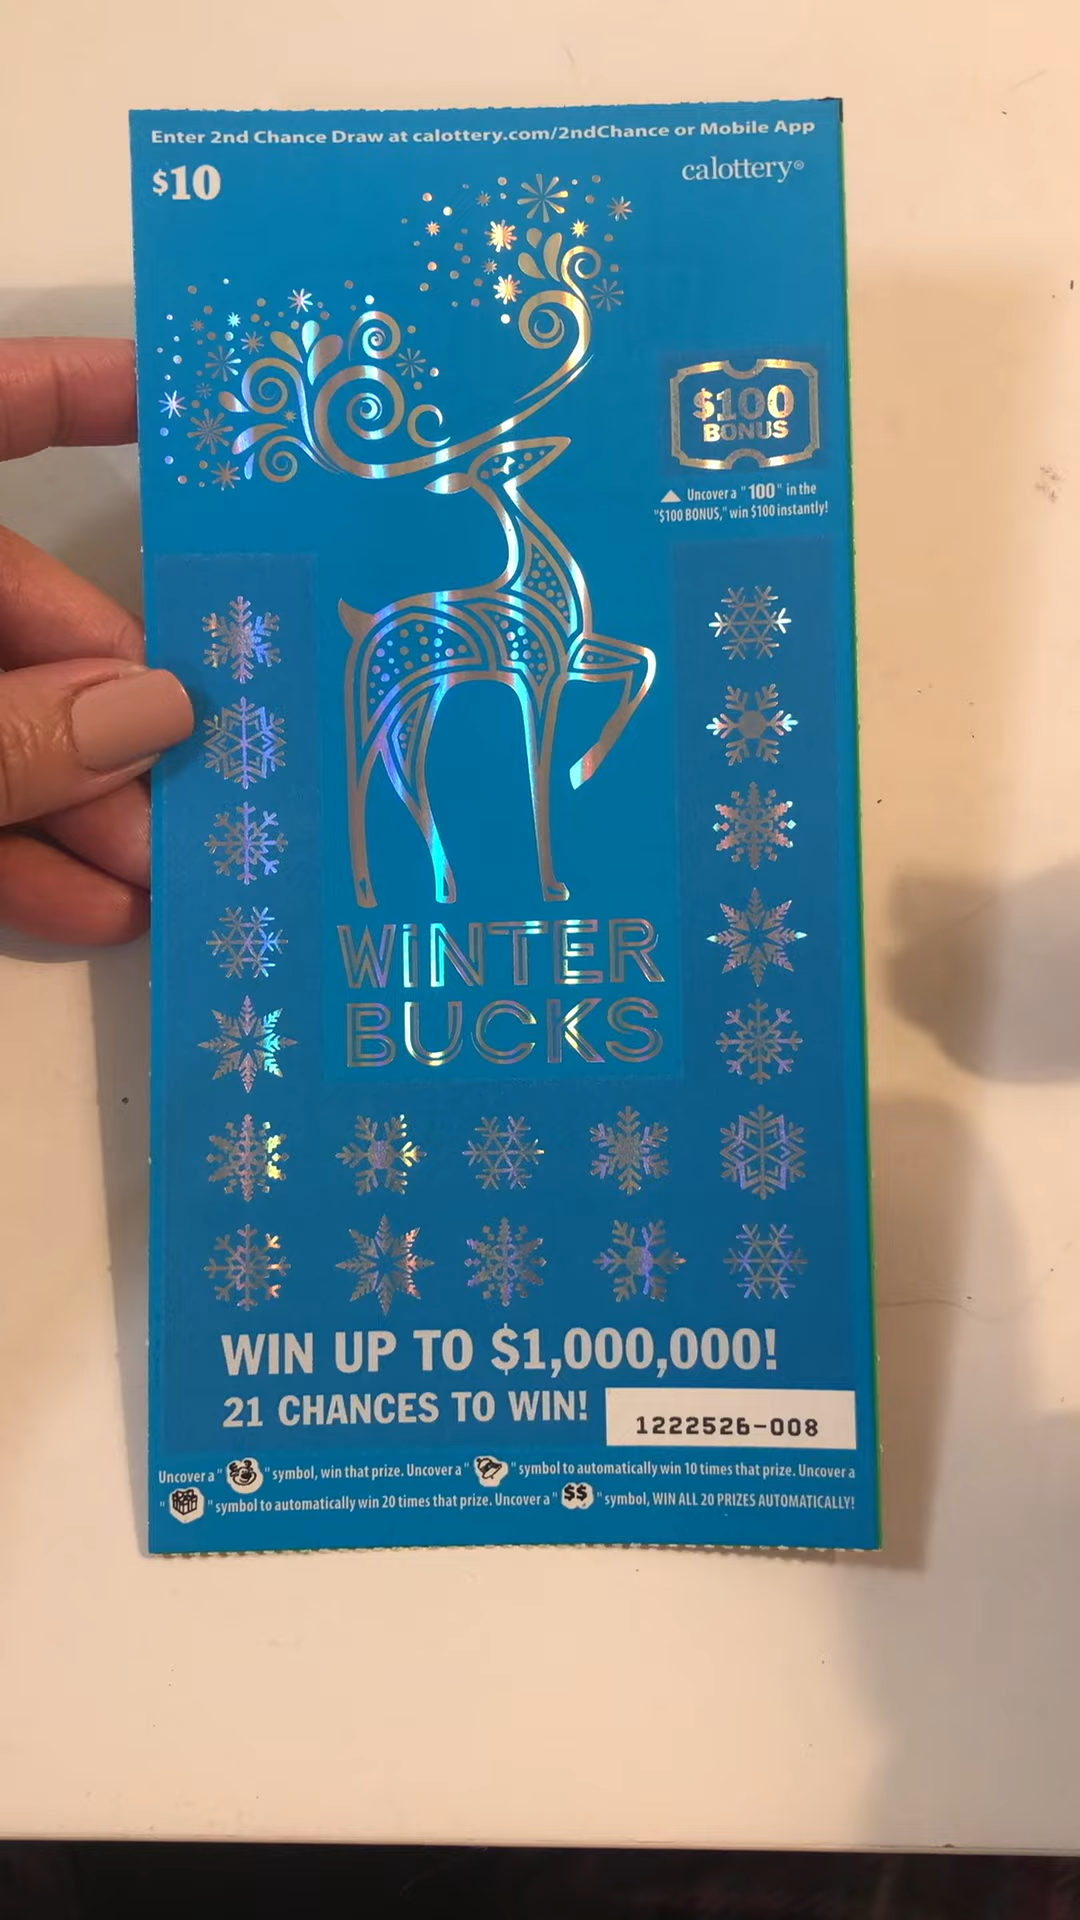 Enter 2nd Chance Draw at calottery.com/2ndChance or Mobile App
$10
calottery®
$100
BONUS
Uncover a "100" in the
"$100 BONUS," win $100 instantly!
WINTER
BUCKS
WIN UP TO $1,000,000!
21 CHANCES TO WIN!
1222526-008
Uncover a " " symbol, win that prize. Uncover a " " symbol to automatically win 10 times that prize. Uncover a
" " symbol to automatically win 20 times that prize. Uncover a "$$" symbol, WIN ALL 20 PRIZES AUTOMATICALLY!